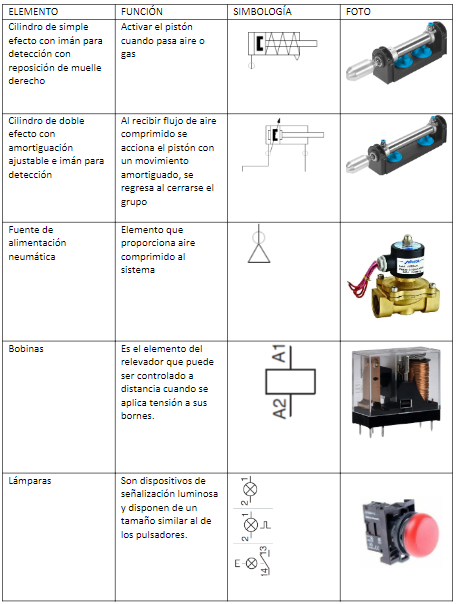 ELEMENTO
FUNCIÓN
SIMBOLOGÍA
FOTO
Cilindro de simple
efecto con imán para
detección con
reposición de muelle
derecho
Activar el pistón
cuando pasa aire o
gas
Cilindro de doble
efecto con
amortiguación
ajustable e imán para
detección
Al recibir flujo de aire
comprimido se
acciona el pistón con
un movimiento
amortiguado, se
regresa al cerrarse el
grupo
Fuente de
alimentación
neumática
Elemento que
proporciona aire
comprimido al
sistema
Bobinas
Es el elemento del
relevador que puede
ser controlado a
distancia cuando se
aplica tensión a sus
bornes.
A1
A2
Lámparas
Son dispositivos de
señalización luminosa
y disponen de un
tamaño similar al de
los pulsadores.
2 1
2 1
E
14 13